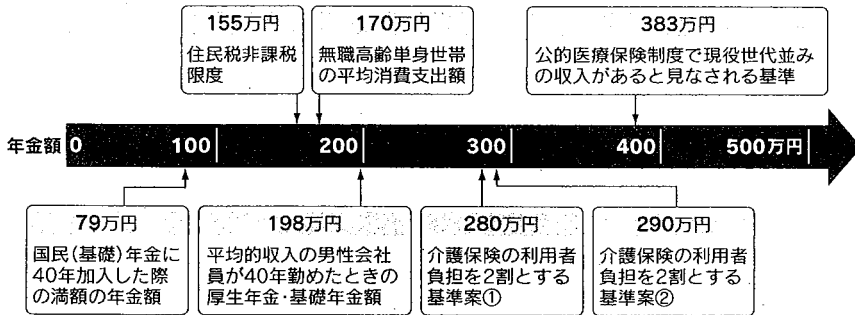 155万円
住民税非課税
限度
170万円
無職高齢単身世帯
の平均消費支出額
383万円
公的医療保険制度で現役世代並み
の収入があると見なされる基準
年金額 0 100 200 300 400 500万円
79万円
国民(基礎)年金に
40年加入した際
の満額の年金額
198万円
平均的収入の男性会社
員が40年勤めたときの
厚生年金・基礎年金額
280万円
介護保険の利用者
負担を2割とする
基準案①
290万円
介護保険の利用者
負担を2割とする
基準案②